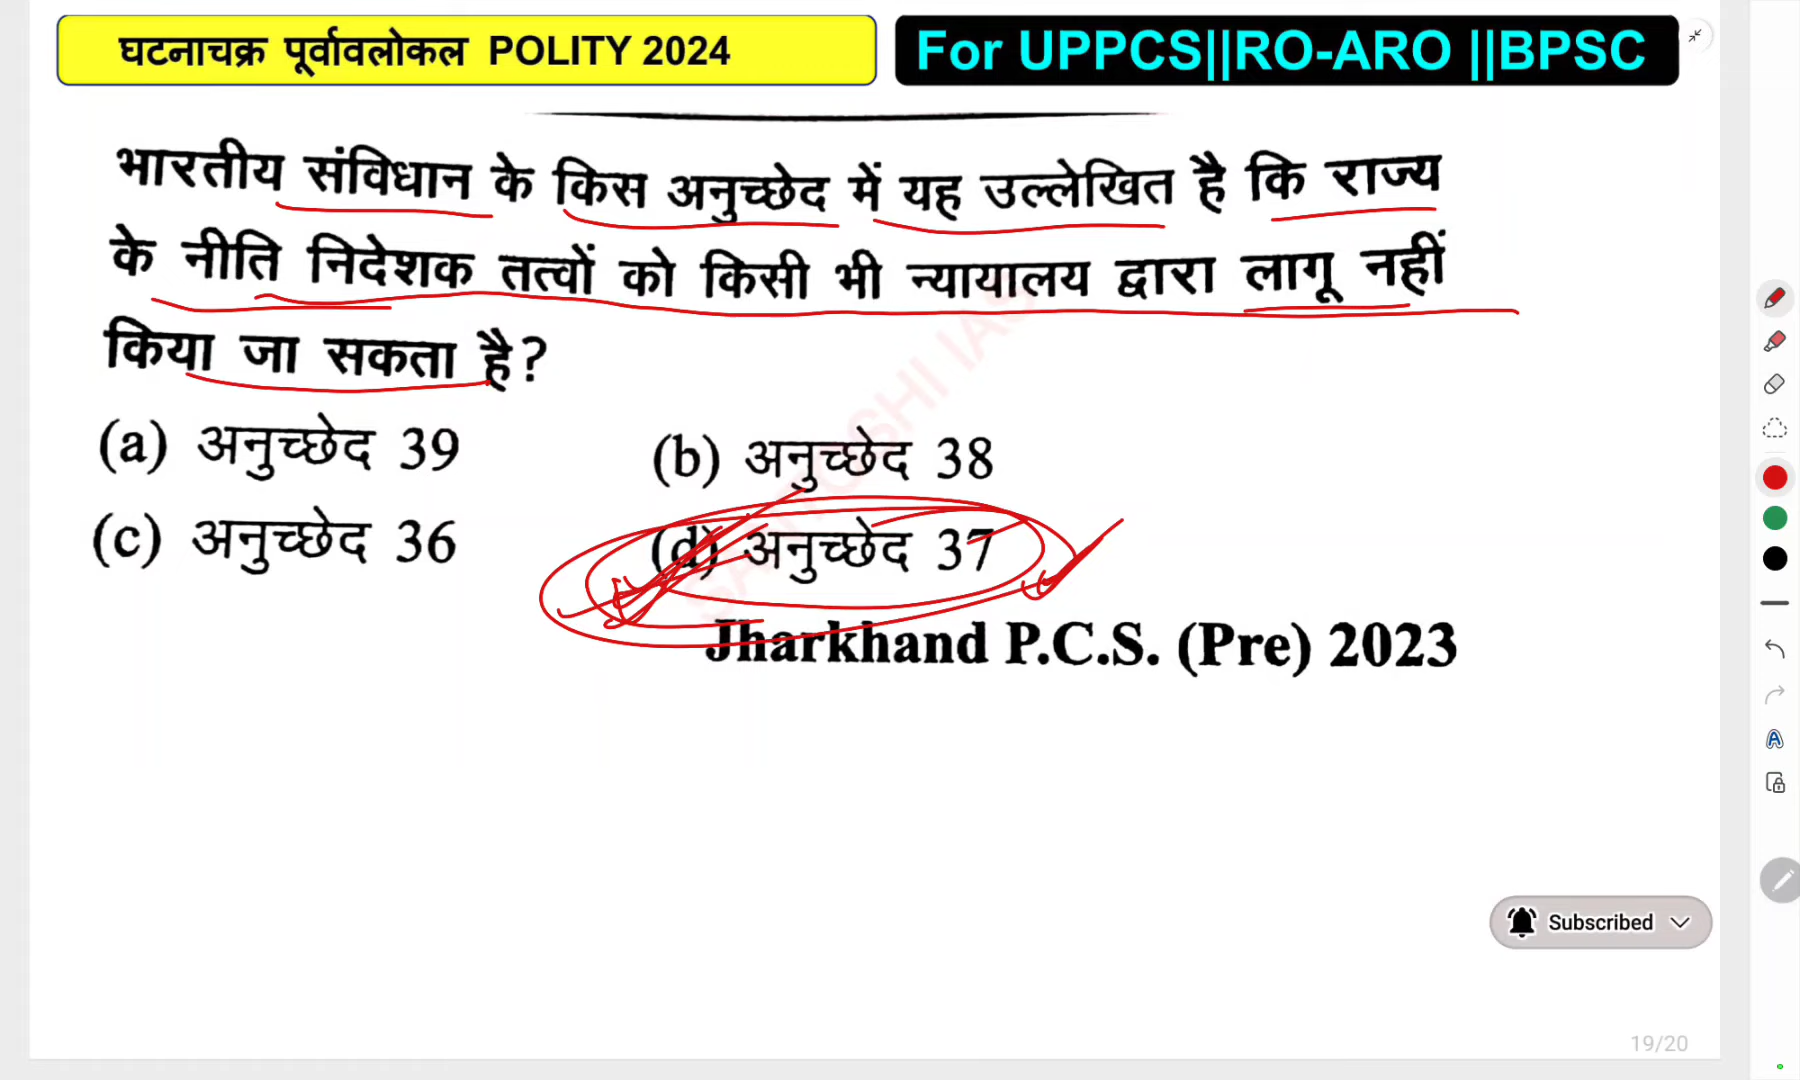 घटनाचक्र पूर्वावलोकल POLITY 2024
For UPPCS||RO-ARO ||BPSC
भारतीय संविधान के किस अनुच्छेद में यह उल्लेखित है कि राज्य
के नीति निदेशक तत्वों को किसी भी न्यायालय द्वारा लागू नहीं
किया जा सकता है?
(a) अनुच्छेद 39
(b) अनुच्छेद 38
(c) अनुच्छेद 36
(d) अनुच्छेद 37
Jharkhand P.C.S. (Pre) 2023
Subscribed
19/20